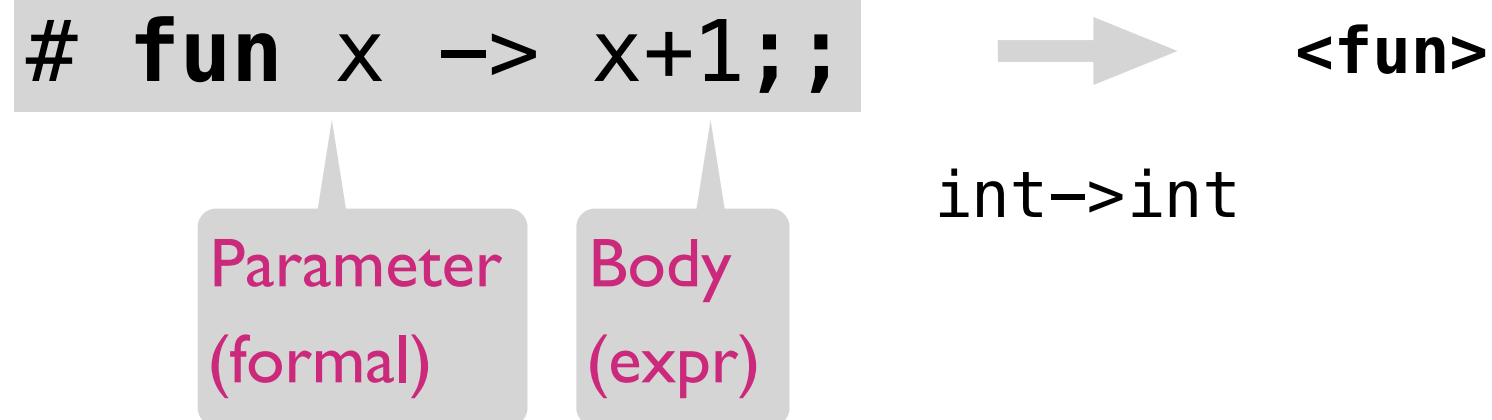 # fun x -> x+1;; <fun>
int->int
Parameter
(formal)
Body
(expr)